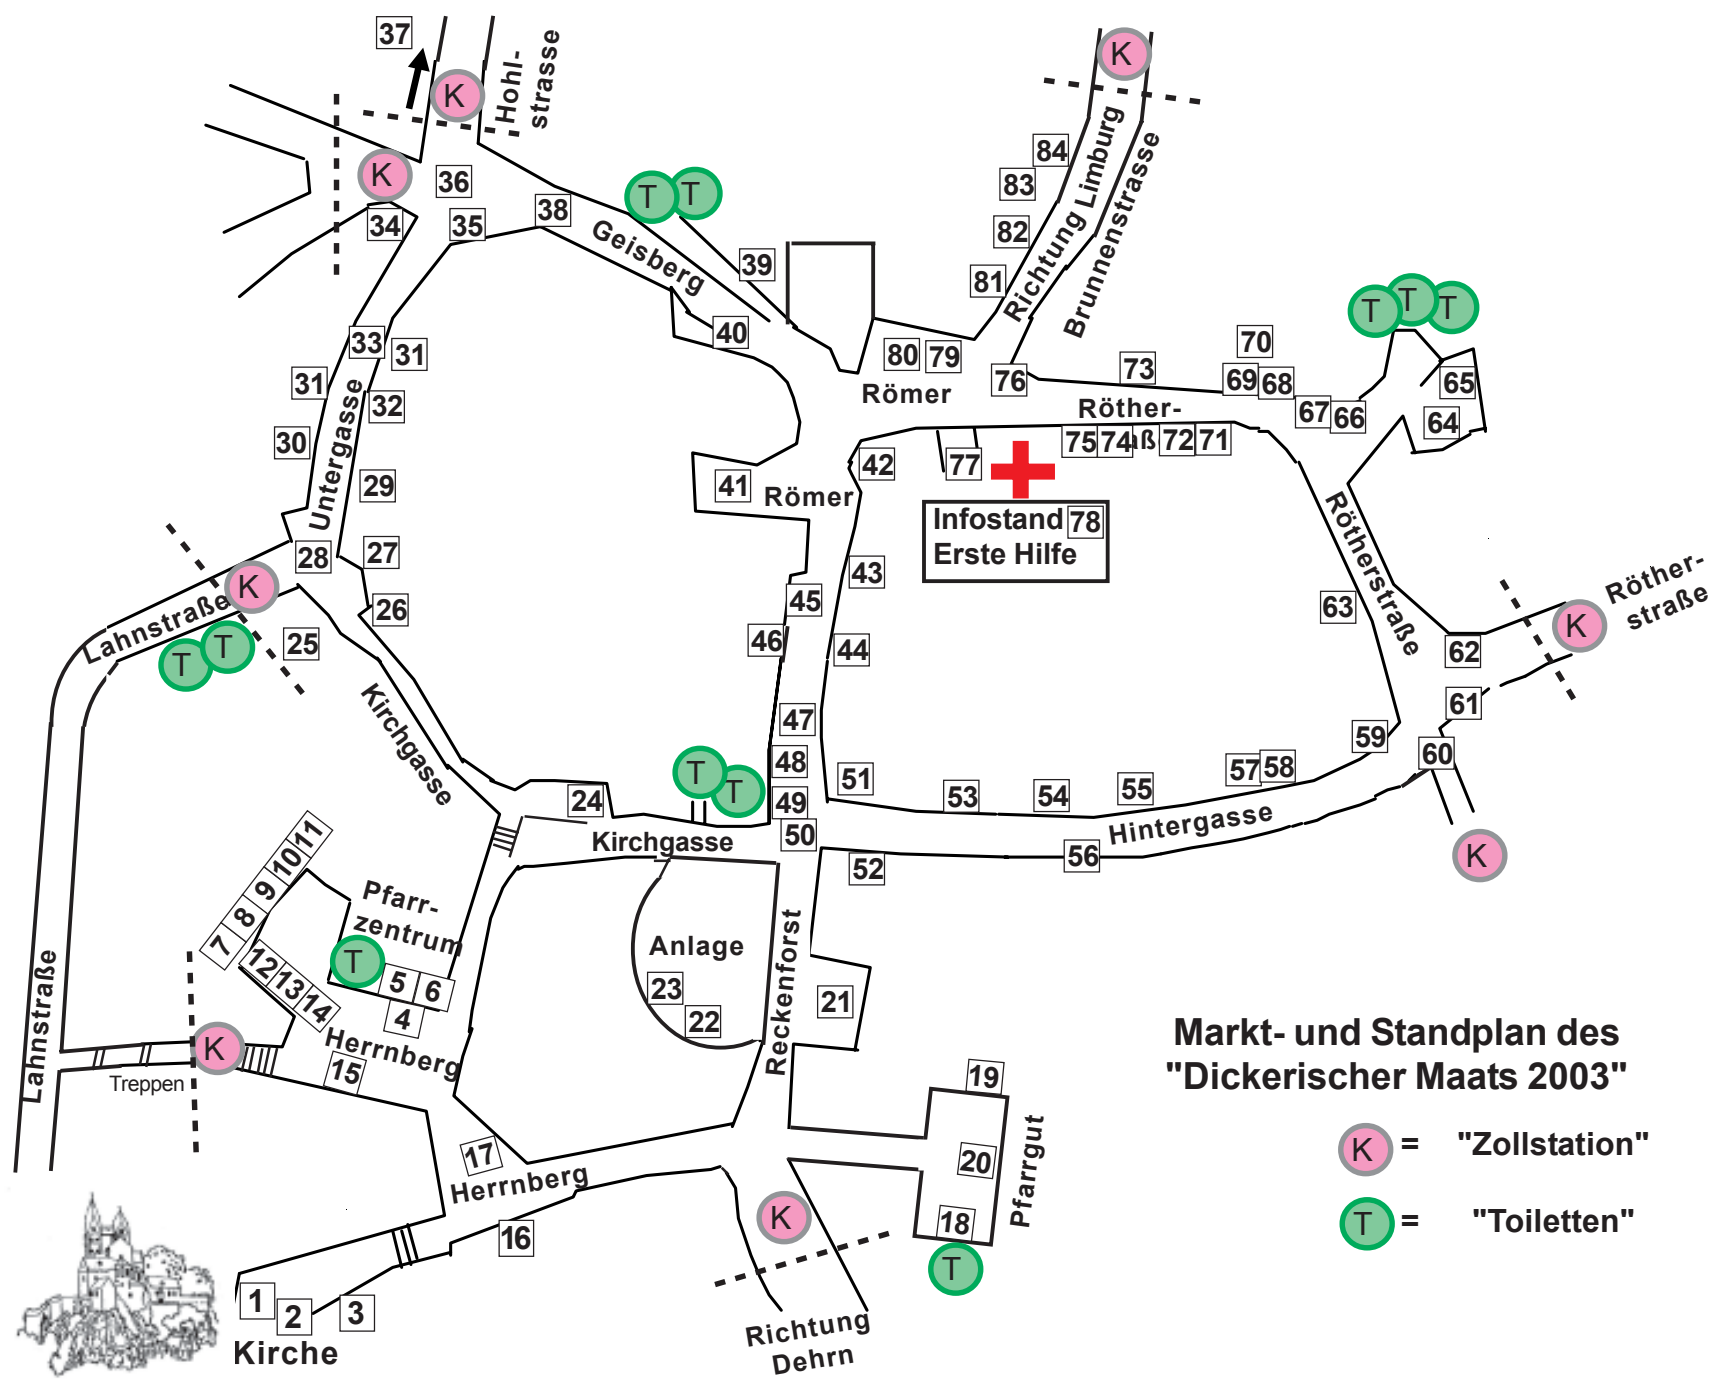 37
K
Hohl-
strasse
K
36
34
35
38
T T
Geisberg
39
40
K
Richtung Limburg
Brunnenstrasse
84
83
82
81
80
79
Römer
76
73
70
69
68
67
66
T T T
65
64
Röther-
75
74
aß
72
71
33
31
31
32
30
Untergasse
29
28
27
26
41
Römer
42
77
Infostand 78
Erste Hilfe
43
45
46
44
47
48
49
50
51
Rötherstraße
63
Röther-
straße
K
62
61
60
59
K
K
Lahnstraße
T T
25
Kirchgasse
24
T T
Kirchgasse
53
54
55
57
58
Hintergasse
52
56
11
10
9
8
7
12
13
14
Pfarr-
zentrum
T
5
6
4
Herrnberg
15
Anlage
23
22
Reckenforst
21
Lahnstraße
K
Treppen
17
Herrnberg
16
19
20
18
Pfarrgut
T
K
Richtung
Dehrn
1
2
3
Kirche
Markt- und Standplan des
"Dickerischer Maats 2003"
K = "Zollstation"
T = "Toiletten"